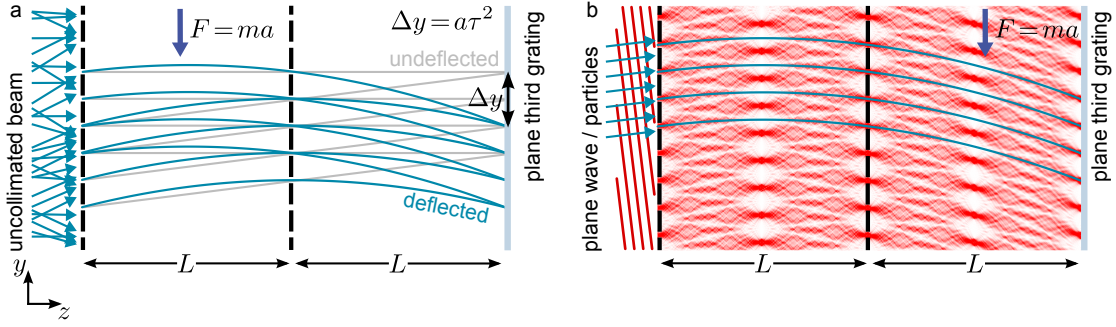 a
F = ma
Δy = aτ²
undeflected
Δy
deflected
uncollimated beam
plane third grating
L
L
y
z
b
F = ma
plane wave / particles
plane third grating
L
L